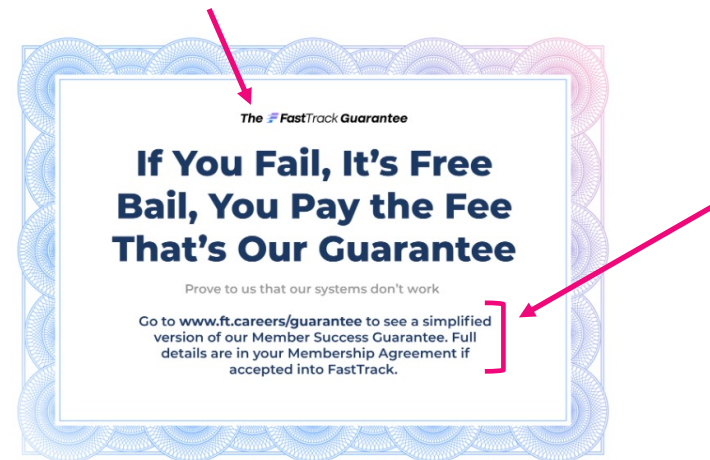 The FastTrack Guarantee
If You Fail, It's Free
Bail, You Pay the Fee
That's Our Guarantee
Prove to us that our systems don't work
Go to www.ft.careers/guarantee to see a simplified
version of our Member Success Guarantee. Full
details are in your Membership Agreement if
accepted into FastTrack.